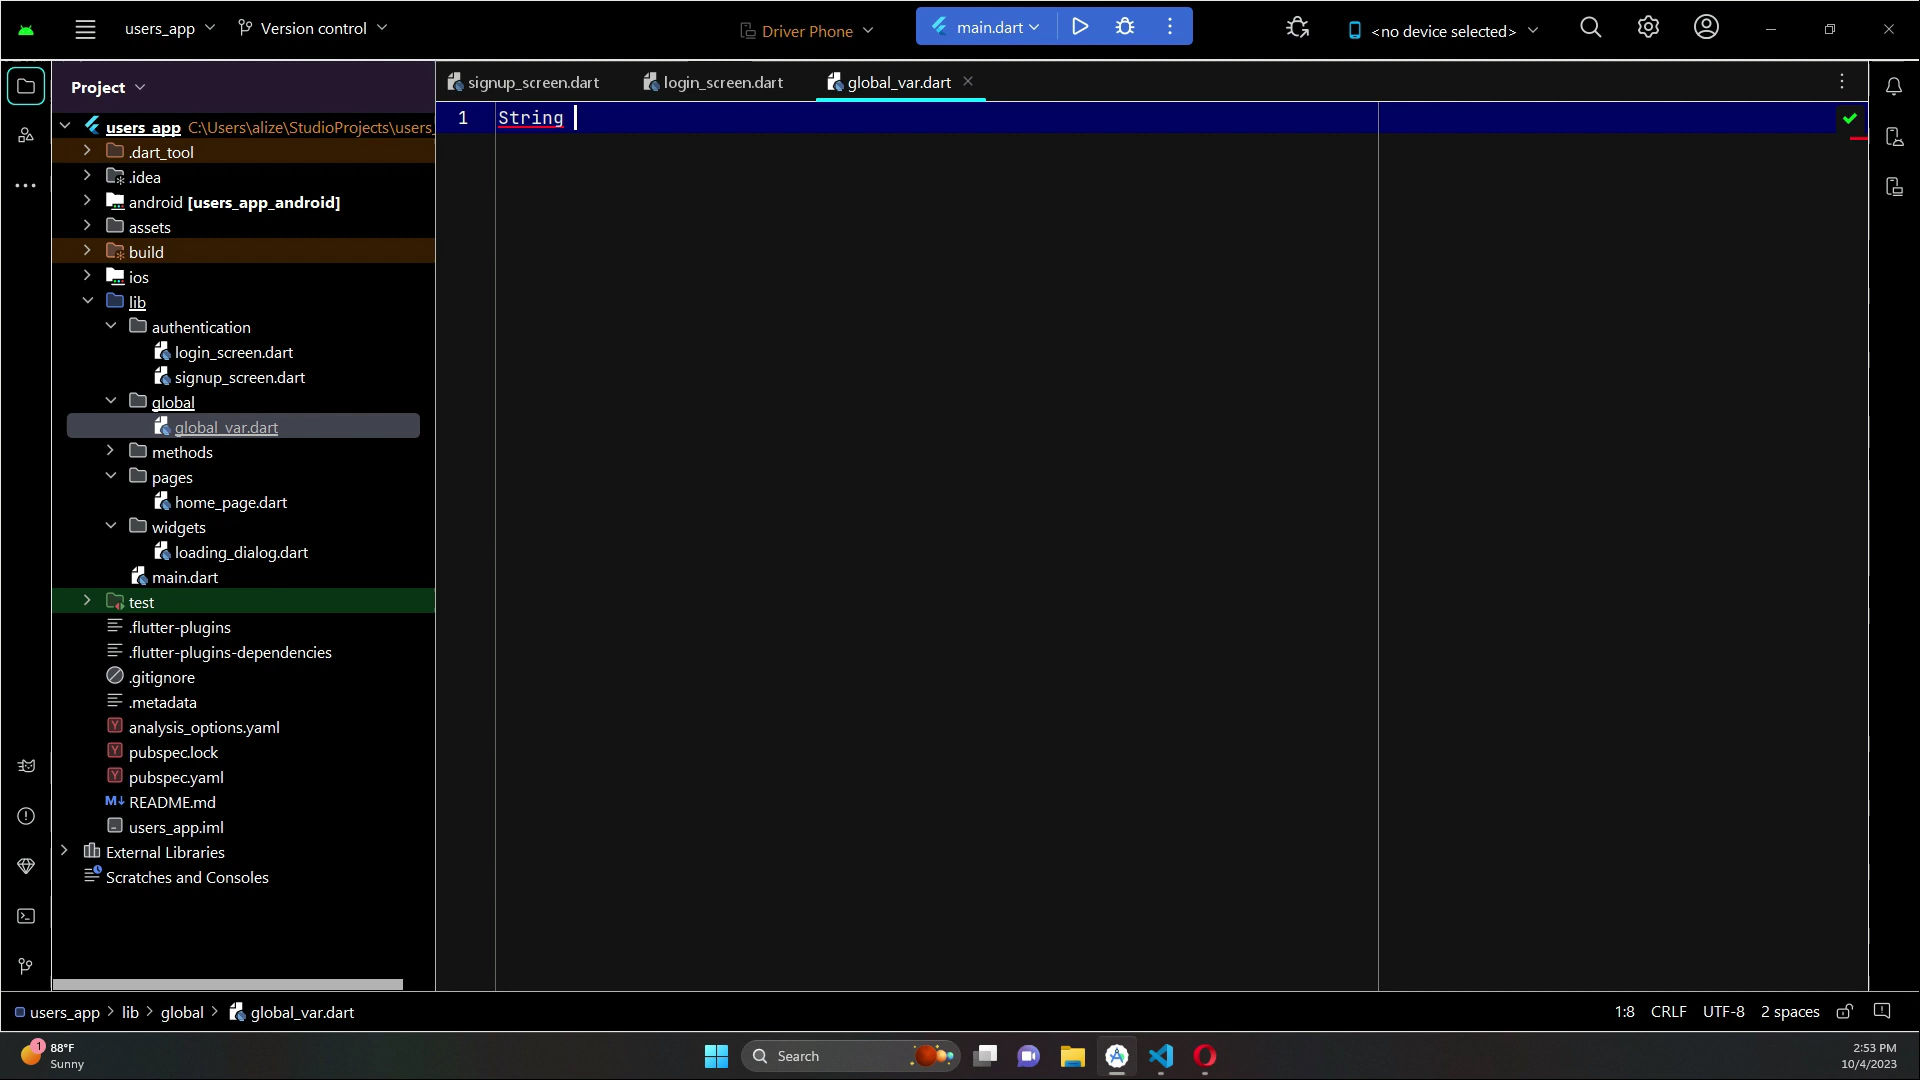 users_app
Version control
Driver Phone
main.dart
<no device selected>
Project
signup_screen.dart
login_screen.dart
global_var.dart
1
String
users_app C:\Users\alize\StudioProjects\users_
.dart_tool
.idea
android [users_app_android]
assets
build
ios
lib
authentication
login_screen.dart
signup_screen.dart
global
global_var.dart
methods
pages
home_page.dart
widgets
loading_dialog.dart
main.dart
test
.flutter-plugins
.flutter-plugins-dependencies
.gitignore
.metadata
Y analysis_options.yaml
Y pubspec.lock
Y pubspec.yaml
M↓ README.md
users_app.iml
External Libraries
Scratches and Consoles
users_app > lib > global > global_var.dart
1:8 CRLF UTF-8 2 spaces
1
88°F
Sunny
Search
2:53 PM
10/4/2023